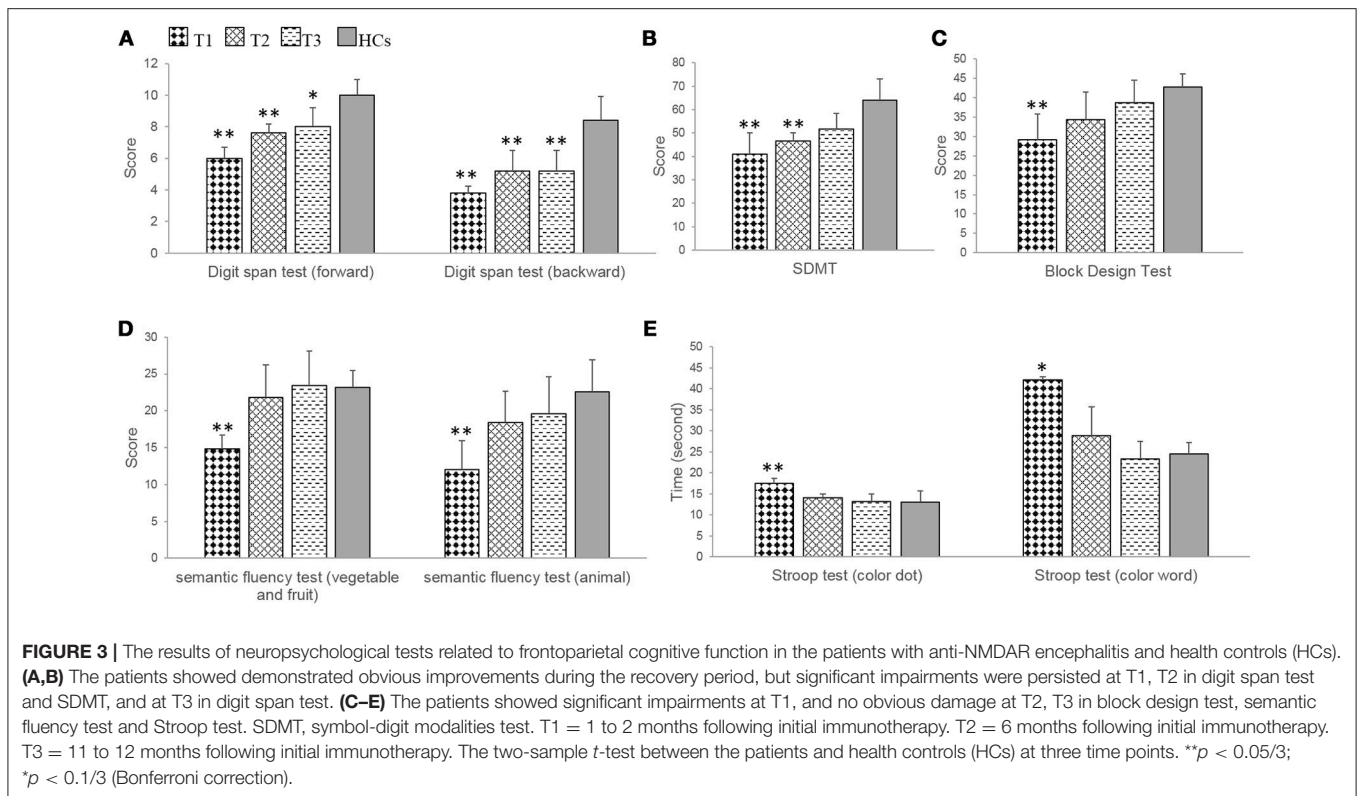 A
T1 T2 T3 HCs
Score
12
10
8
6
4
2
0
**
**
*
**
**
**
Digit span test (forward)
Digit span test (backward)
B
Score
80
70
60
50
40
30
20
10
0
**
**
SDMT
C
Score
50
45
40
35
30
25
20
15
10
5
0
**
Block Design Test
D
Score
30
25
20
15
10
5
0
**
**
semantic fluency test (vegetable
and fruit)
semantic fluency test (animal)
E
Time (second)
50
45
40
35
30
25
20
15
10
5
0
**
*
Stroop test (color dot)
Stroop test (color word)
FIGURE 3 | The results of neuropsychological tests related to frontoparietal cognitive function in the patients with anti-NMDAR encephalitis and health controls (HCs).
(A,B) The patients showed demonstrated obvious improvements during the recovery period, but significant impairments were persisted at T1, T2 in digit span test
and SDMT, and at T3 in digit span test. (C–E) The patients showed significant impairments at T1, and no obvious damage at T2, T3 in block design test, semantic
fluency test and Stroop test. SDMT, symbol-digit modalities test. T1 = 1 to 2 months following initial immunotherapy. T2 = 6 months following initial immunotherapy.
T3 = 11 to 12 months following initial immunotherapy. The two-sample t-test between the patients and health controls (HCs) at three time points. **p < 0.05/3;
*p < 0.1/3 (Bonferroni correction).